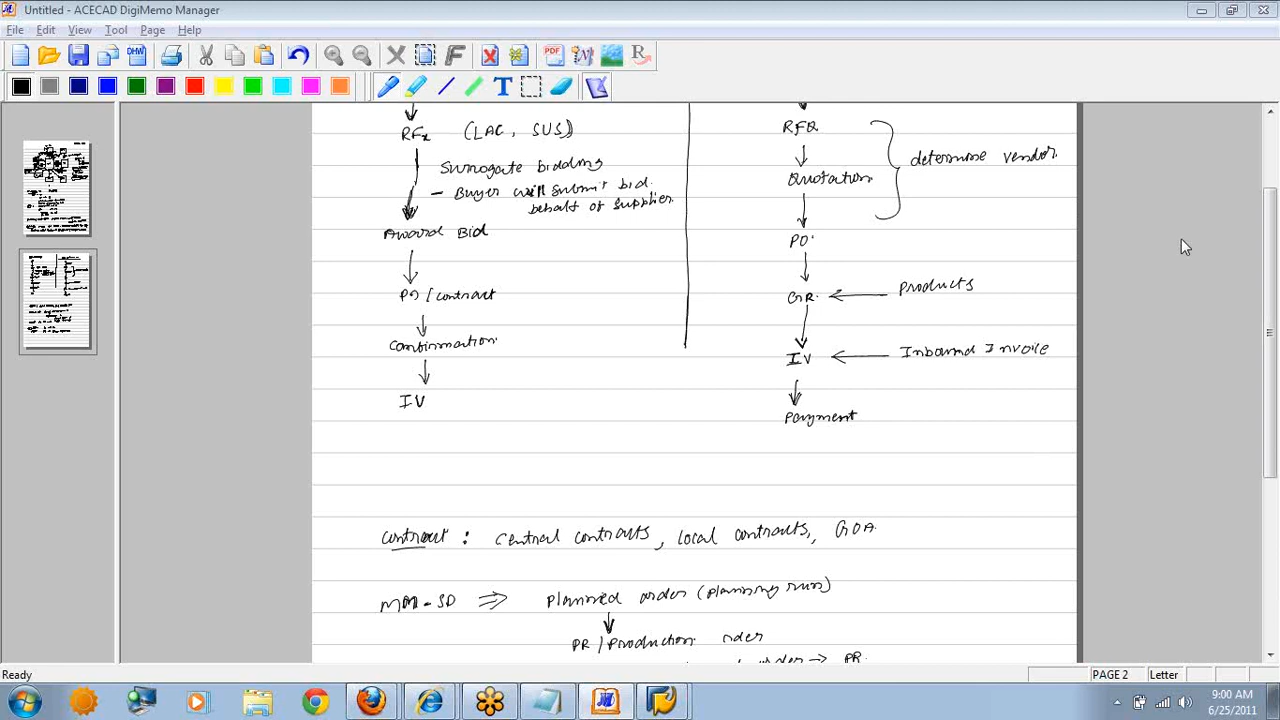 Untitled - ACECAD DigiMemo Manager
File Edit View Tool Page Help
RFx (LAC, SUS)
Surrogate bidding
- Buyer will submit bid
behalf of supplier.
Award Bid
PO / contract
Confirmation
IV
RFQ
Quotation
determine vendor
PO
GR. ← Products
IV ← Inbound Invoice
Payment
contract : central contracts, local contracts, GOA
MM-SD ⇒ Planned order (planning run)
PR / Production order
order → PR
Ready
PAGE 2 Letter
9:00 AM
6/25/2011